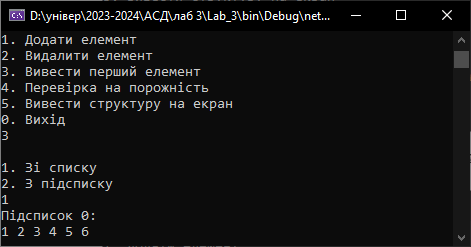 D:\універ\2023-2024\АСД\лаб 3\Lab_3\bin\Debug\net...
1. Додати елемент
2. Видалити елемент
3. Вивести перший елемент
4. Перевірка на порожність
5. Вивести структуру на екран
0. Вихід
3
1. Зі списку
2. З підсписку
1
Підсписок 0:
1 2 3 4 5 6